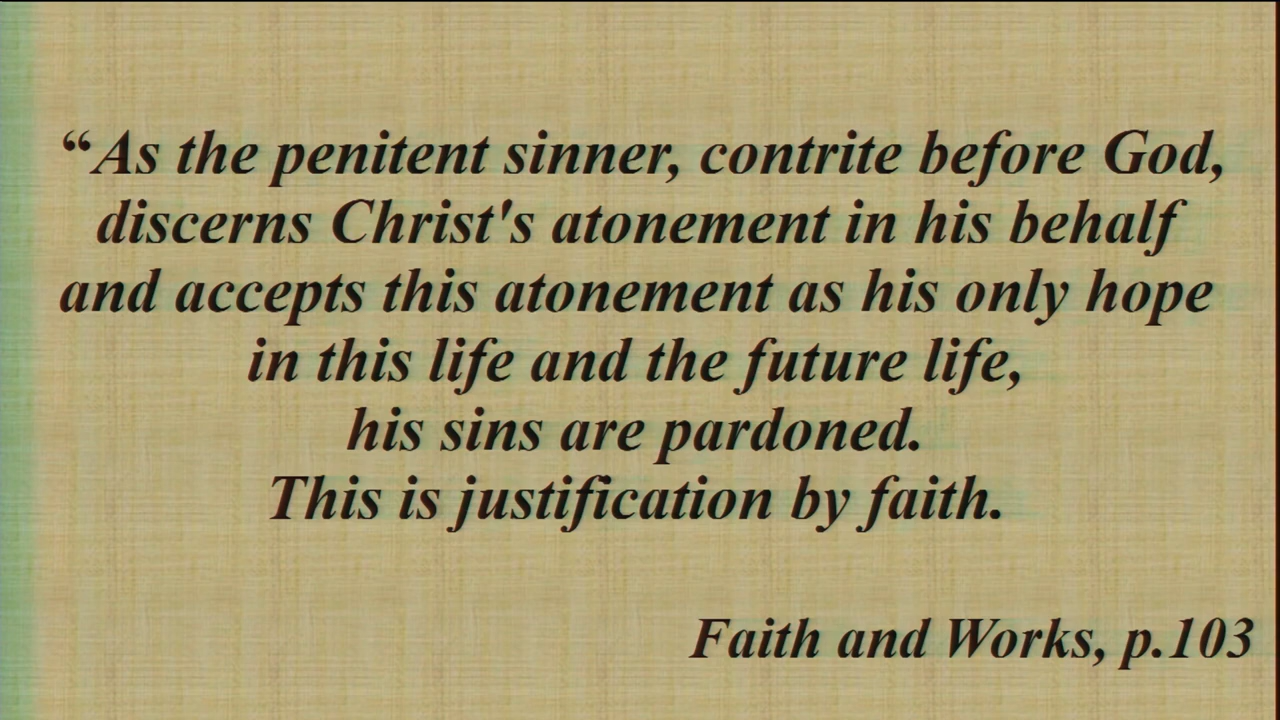 “As the penitent sinner, contrite before God,
discerns Christ's atonement in his behalf
and accepts this atonement as his only hope
in this life and the future life,
his sins are pardoned.
This is justification by faith.
Faith and Works, p.103